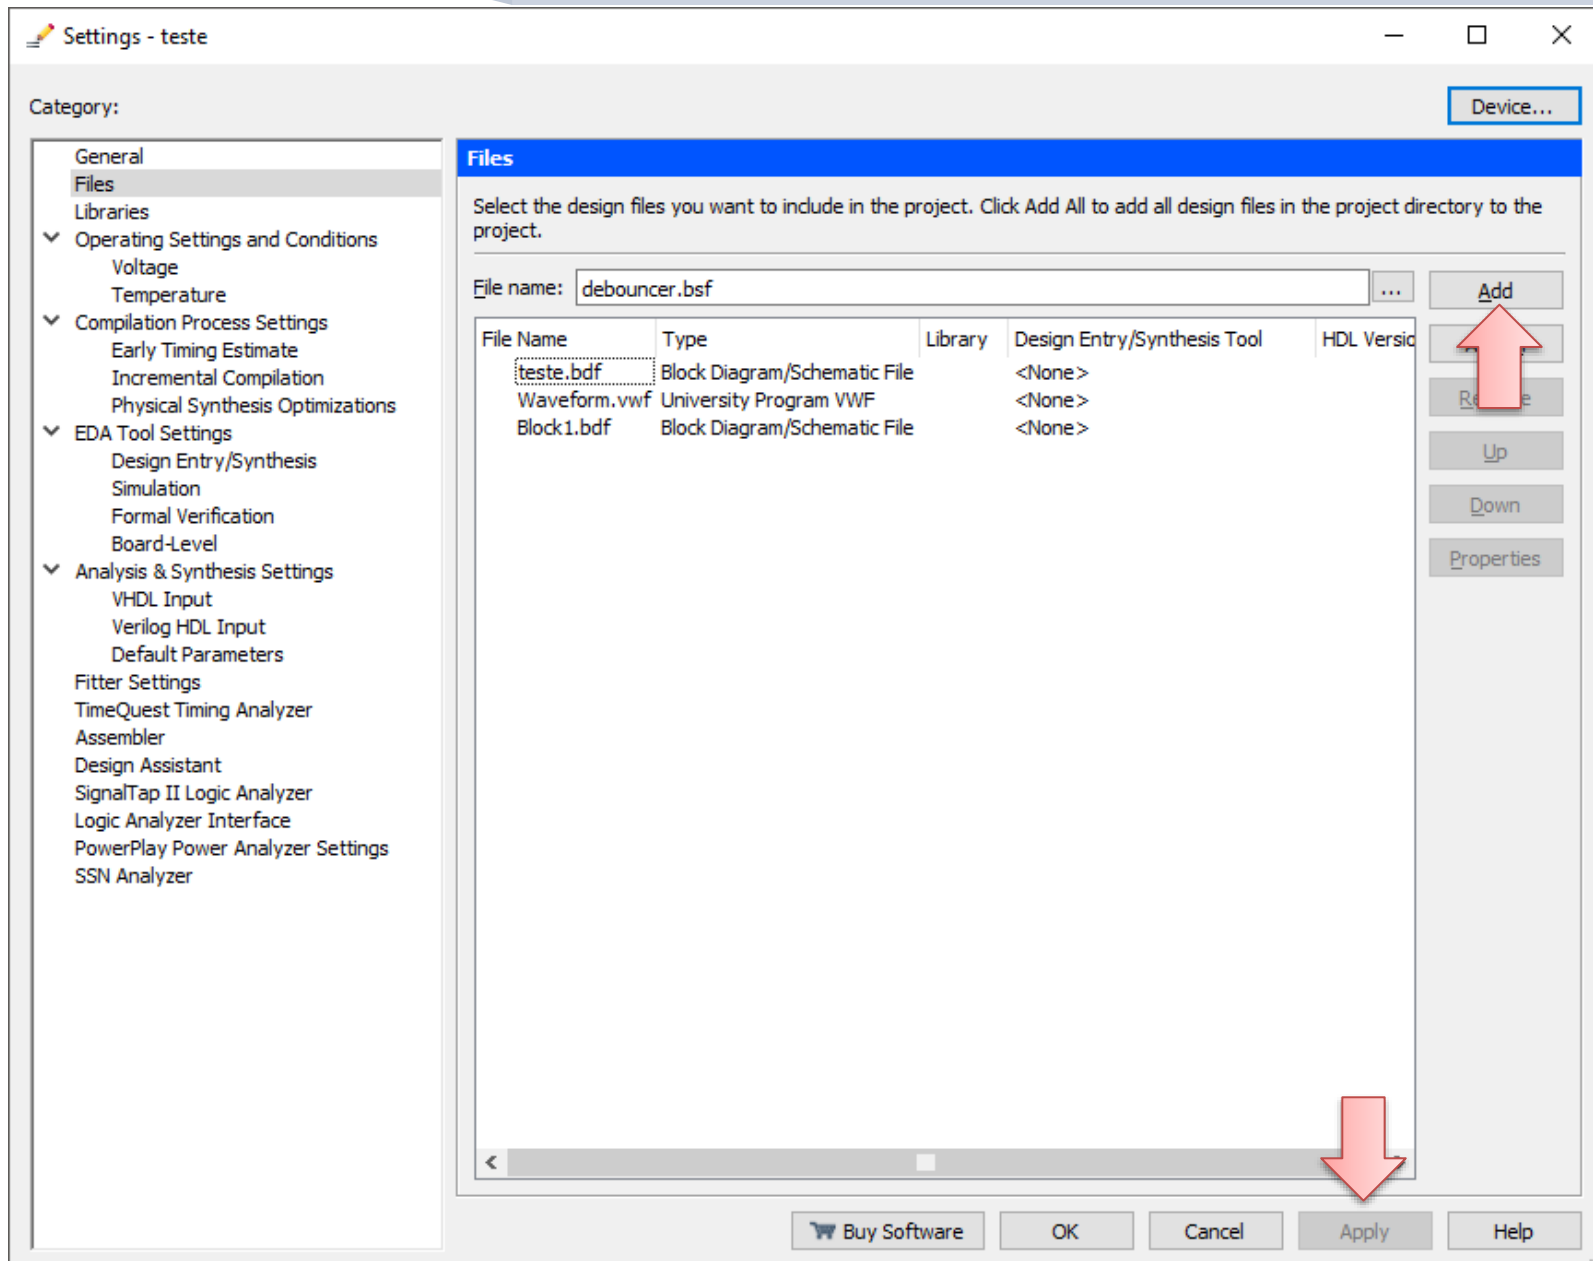 Settings - teste
Category:
Device...
General
Files
Libraries
Operating Settings and Conditions
Voltage
Temperature
Compilation Process Settings
Early Timing Estimate
Incremental Compilation
Physical Synthesis Optimizations
EDA Tool Settings
Design Entry/Synthesis
Simulation
Formal Verification
Board-Level
Analysis & Synthesis Settings
VHDL Input
Verilog HDL Input
Default Parameters
Fitter Settings
TimeQuest Timing Analyzer
Assembler
Design Assistant
SignalTap II Logic Analyzer
Logic Analyzer Interface
PowerPlay Power Analyzer Settings
SSN Analyzer
Files
Select the design files you want to include in the project. Click Add All to add all design files in the project directory to the
project.
File name: debouncer.bsf ... Add
File Name Type Library Design Entry/Synthesis Tool HDL Versio
teste.bdf Block Diagram/Schematic File <None>
Waveform.vwf University Program VWF <None>
Block1.bdf Block Diagram/Schematic File <None>
Up
Down
Properties
Buy Software OK Cancel Apply Help